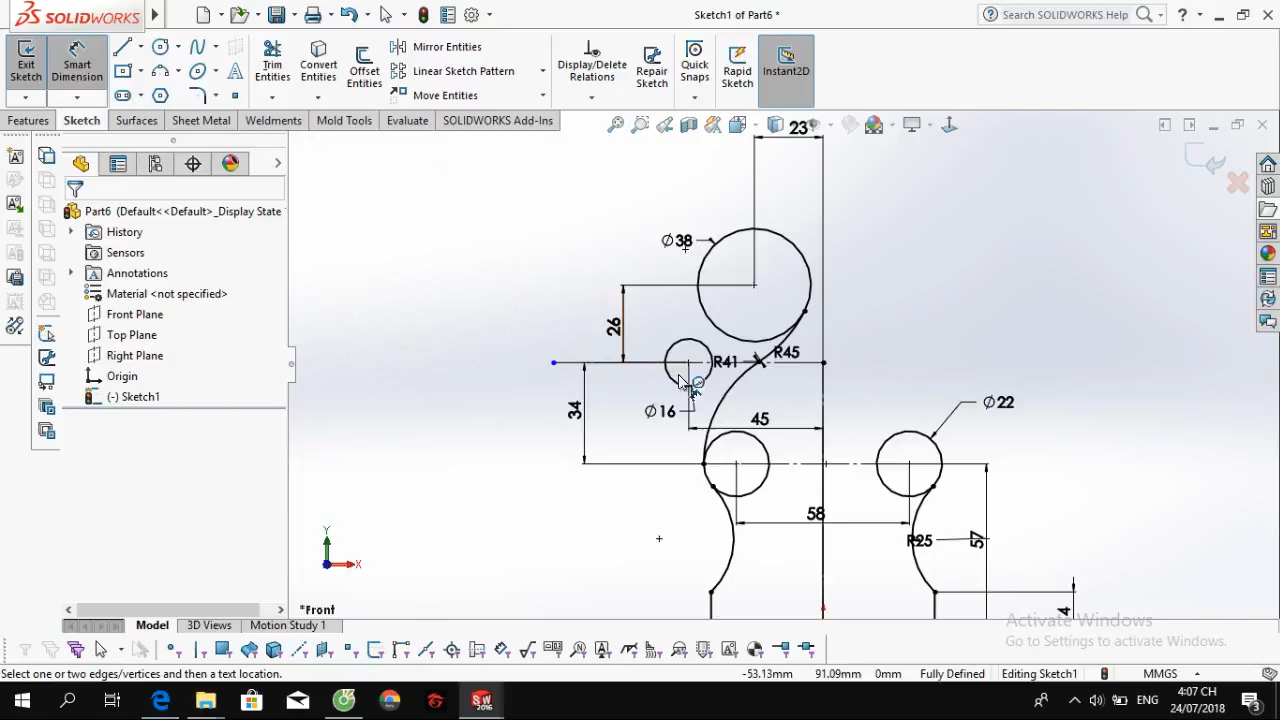 SOLIDWORKS
Sketch1 of Part6 *
Search SOLIDWORKS Help
Exit Sketch
Smart Dimension
Trim Entities
Convert Entities
Offset Entities
Mirror Entities
Linear Sketch Pattern
Move Entities
Display/Delete Relations
Repair Sketch
Quick Snaps
Rapid Sketch
Instant2D
Features
Sketch
Surfaces
Sheet Metal
Weldments
Mold Tools
Evaluate
SOLIDWORKS Add-Ins
Part6 (Default<<Default>_Display State
History
Sensors
Annotations
Material <not specified>
Front Plane
Top Plane
Right Plane
Origin
(-) Sketch1
23
Ø38
26
R41
R45
Ø16
45
34
Ø22
58
R25
57
4
Y
X
*Front
Activate Windows
Go to Settings to activate Windows.
Model
3D Views
Motion Study 1
Select one or two edges/vertices and then a text location.
-53.13mm
91.09mm
0mm
Fully Defined
Editing Sketch1
MMGS
SW
2016
ENG
4:07 CH
24/07/2018
3